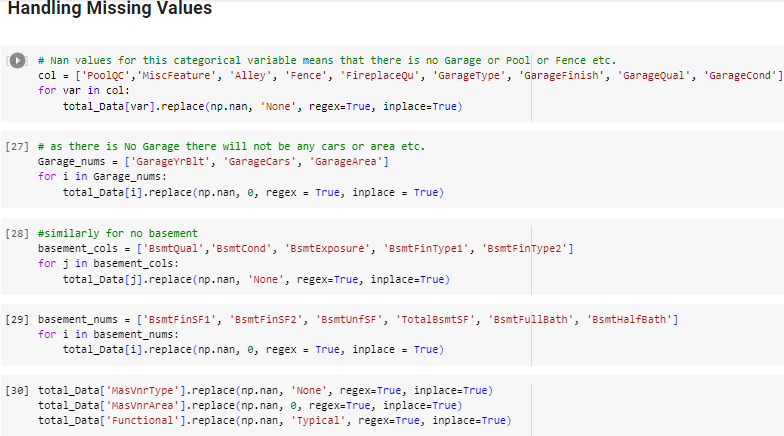 Handling Missing Values
# Nan values for this categorical variable means that there is no Garage or Pool or Fence etc.
col = ['PoolQC','MiscFeature', 'Alley', 'Fence', 'FireplaceQu', 'GarageType', 'GarageFinish', 'GarageQual', 'GarageCond']
for var in col:
total_Data[var].replace(np.nan, 'None', regex=True, inplace=True)
[27] # as there is No Garage there will not be any cars or area etc.
Garage_nums = ['GarageYrBlt', 'GarageCars', 'GarageArea']
for i in Garage_nums:
total_Data[i].replace(np.nan, 0, regex = True, inplace = True)
[28] #similarly for no basement
basement_cols = ['BsmtQual','BsmtCond', 'BsmtExposure', 'BsmtFinType1', 'BsmtFinType2']
for j in basement_cols:
total_Data[j].replace(np.nan, 'None', regex=True, inplace=True)
[29] basement_nums = ['BsmtFinSF1', 'BsmtFinSF2', 'BsmtUnfSF', 'TotalBsmtSF', 'BsmtFullBath', 'BsmtHalfBath']
for i in basement_nums:
total_Data[i].replace(np.nan, 0, regex = True, inplace = True)
[30] total_Data['MasVnrType'].replace(np.nan, 'None', regex=True, inplace=True)
total_Data['MasVnrArea'].replace(np.nan, 0, regex=True, inplace=True)
total_Data['Functional'].replace(np.nan, 'Typical', regex=True, inplace=True)